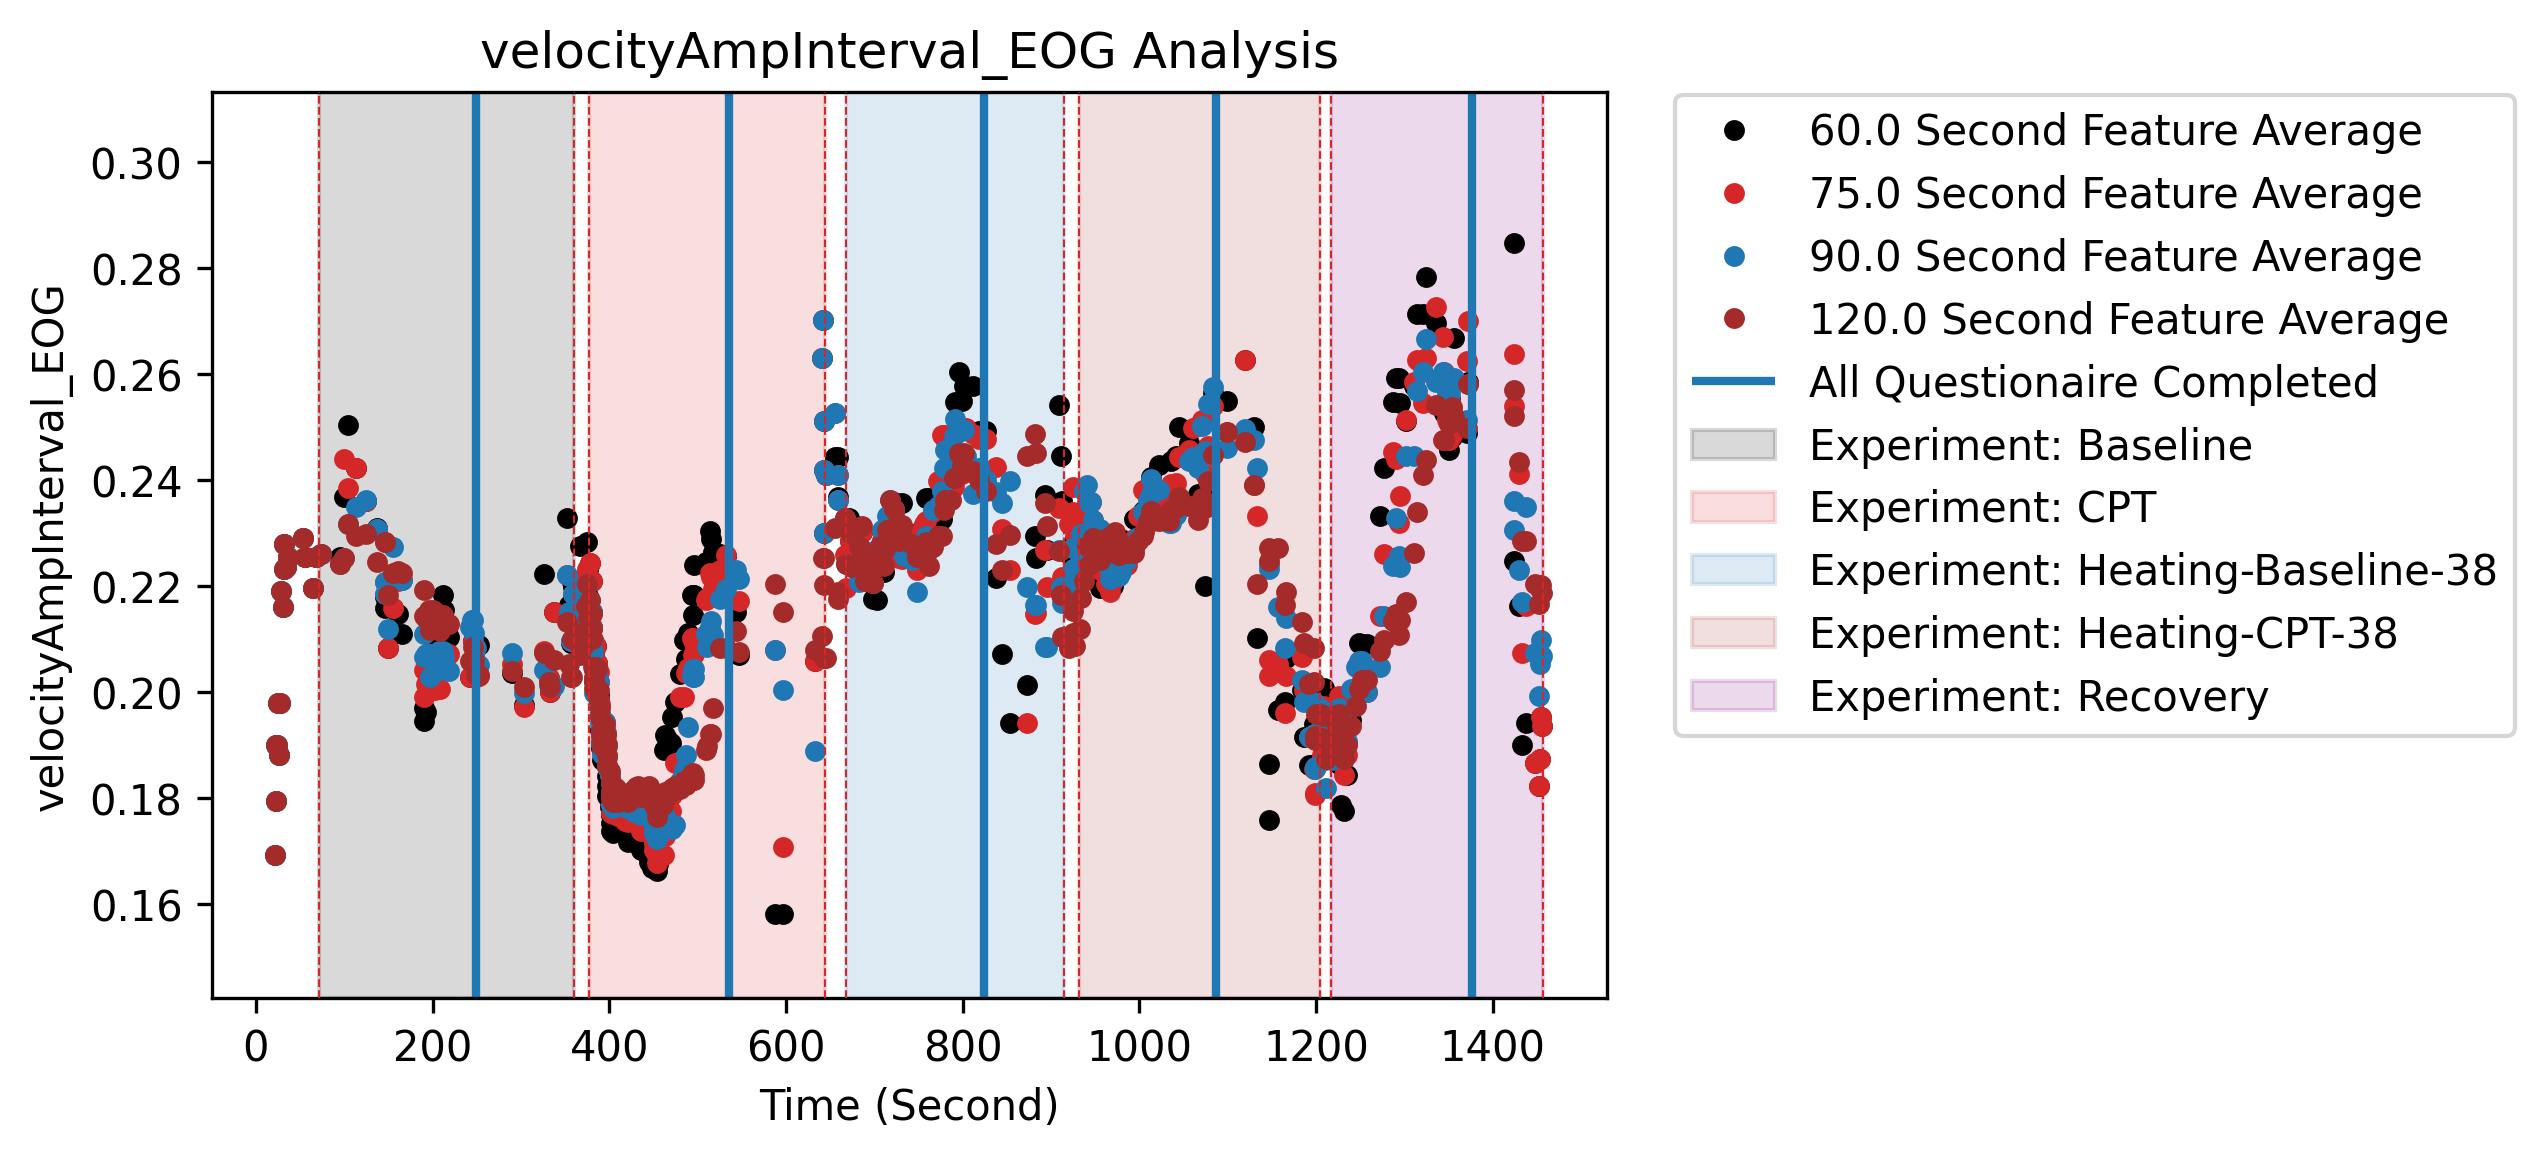 velocityAmpInterval_EOG Analysis
velocityAmpInterval_EOG
0.30
0.28
0.26
0.24
0.22
0.20
0.18
0.16
0 200 400 600 800 1000 1200 1400
Time (Second)
60.0 Second Feature Average
75.0 Second Feature Average
90.0 Second Feature Average
120.0 Second Feature Average
All Questionaire Completed
Experiment: Baseline
Experiment: CPT
Experiment: Heating-Baseline-38
Experiment: Heating-CPT-38
Experiment: Recovery